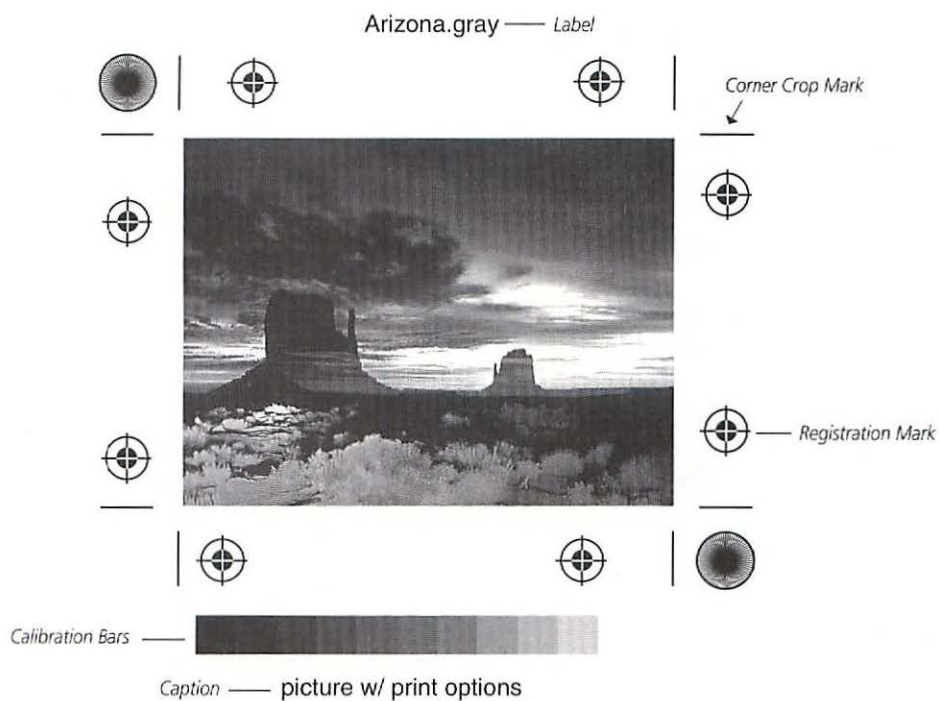 Arizona.gray Label
Corner Crop Mark
Registration Mark
Calibration Bars
Caption picture w/ print options